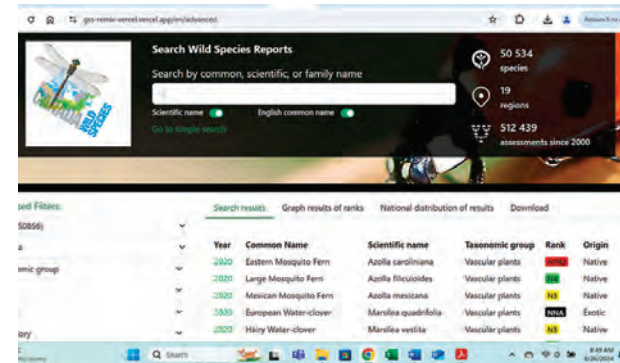 gss-remix-vercel.vercel.app/en/advanced
Search Wild Species Reports
Search by common, scientific, or family name
Scientific name
English common name
Go to simple search
50 534
species
19
regions
512 439
assessments since 2000
WILD
SPECIES
Filters:
Search results Graph results of ranks National distribution of results Download
Year Common Name Scientific name Taxonomic group Rank Origin
2020 Eastern Mosquito Fern Azolla caroliniana Vascular plants Native
2020 Large Mosquito Fern Azolla filiculoides Vascular plants N4 Native
2020 Mexican Mosquito Fern Azolla mexicana Vascular plants N3 Native
2020 European Water-clover Marsilea quadrifolia Vascular plants NNA Exotic
2020 Hairy Water-clover Marsilea vestita Vascular plants N3 Native
Search
8:49 AM